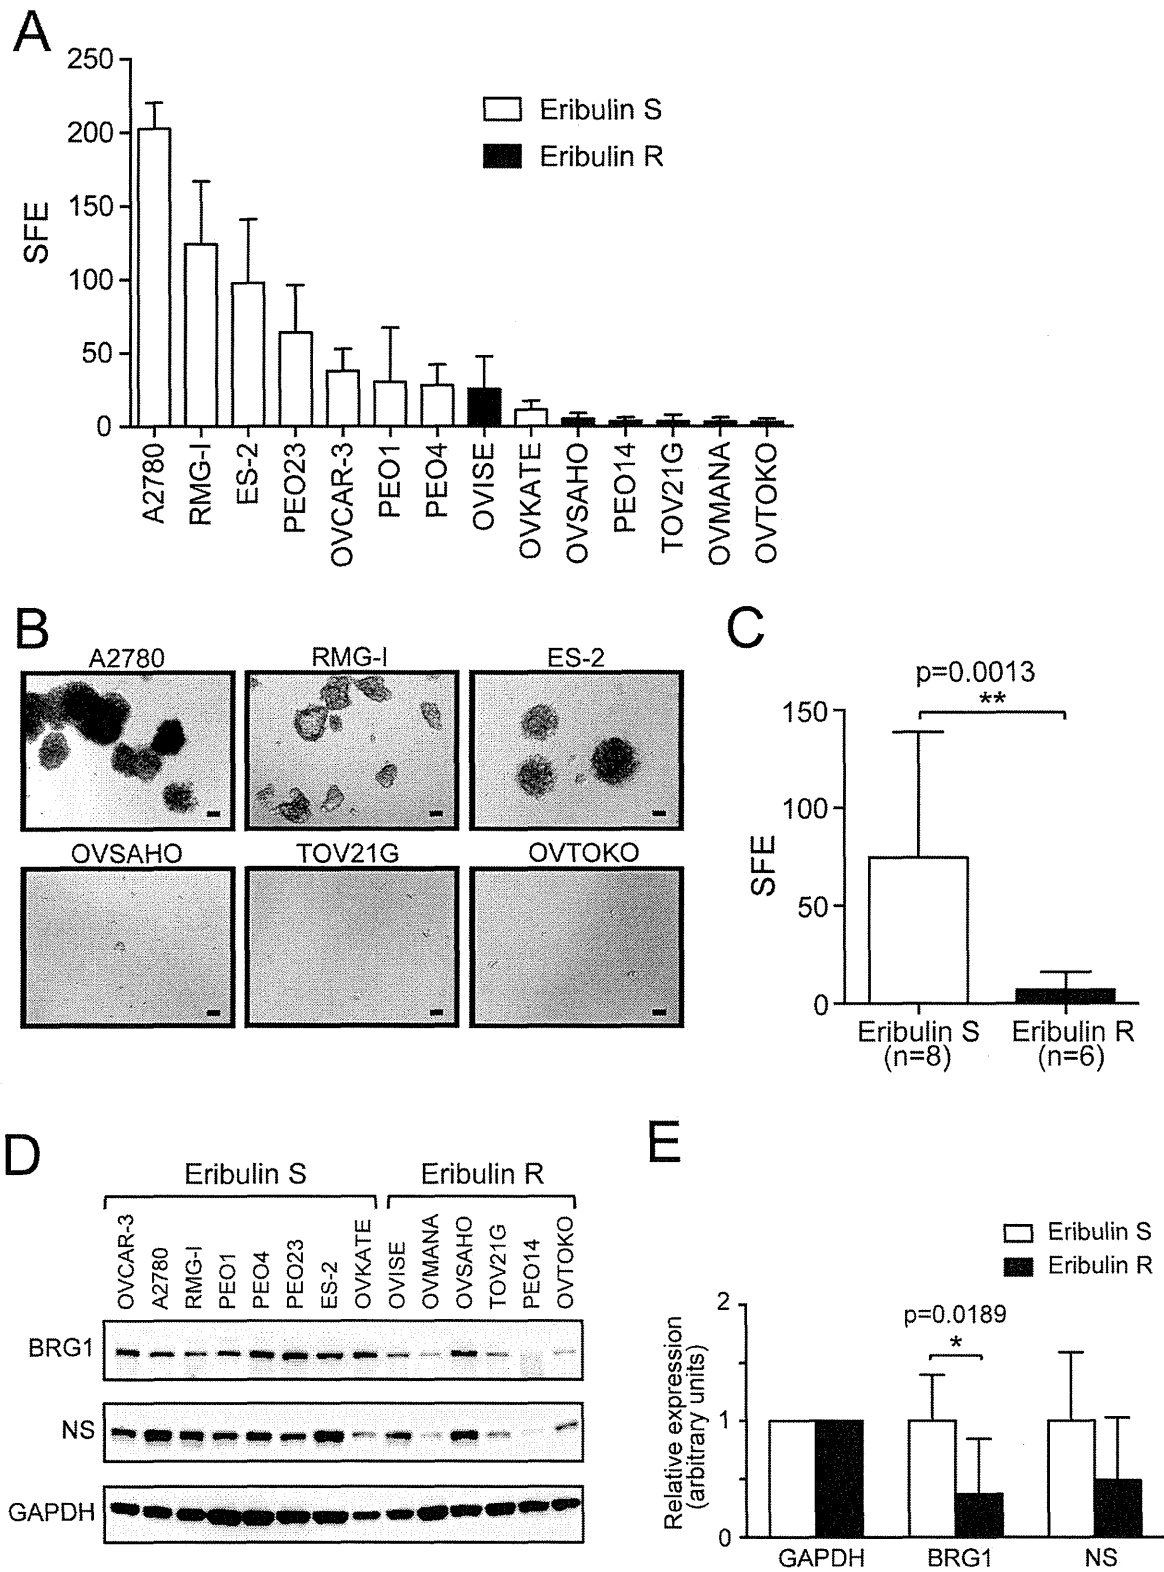 A
250
200
150
100
50
0
SFE
Eribulin S
Eribulin R
A2780
RMG-I
ES-2
PEO23
OVCAR-3
PEO1
PEO4
OVISE
OVKATE
OVSAHO
PEO14
TOV21G
OVMANA
OVTOKO
B
A2780
RMG-I
ES-2
OVSAHO
TOV21G
OVTOKO
C
p=0.0013
**
150
100
50
0
SFE
Eribulin S
(n=8)
Eribulin R
(n=6)
D
Eribulin S
Eribulin R
OVCAR-3
A2780
RMG-I
PEO1
PEO4
PEO23
ES-2
OVKATE
OVISE
OVMANA
OVSAHO
TOV21G
PEO14
OVTOKO
BRG1
NS
GAPDH
E
Eribulin S
Eribulin R
p=0.0189
*
2
1
0
Relative expression
(arbitrary units)
GAPDH
BRG1
NS